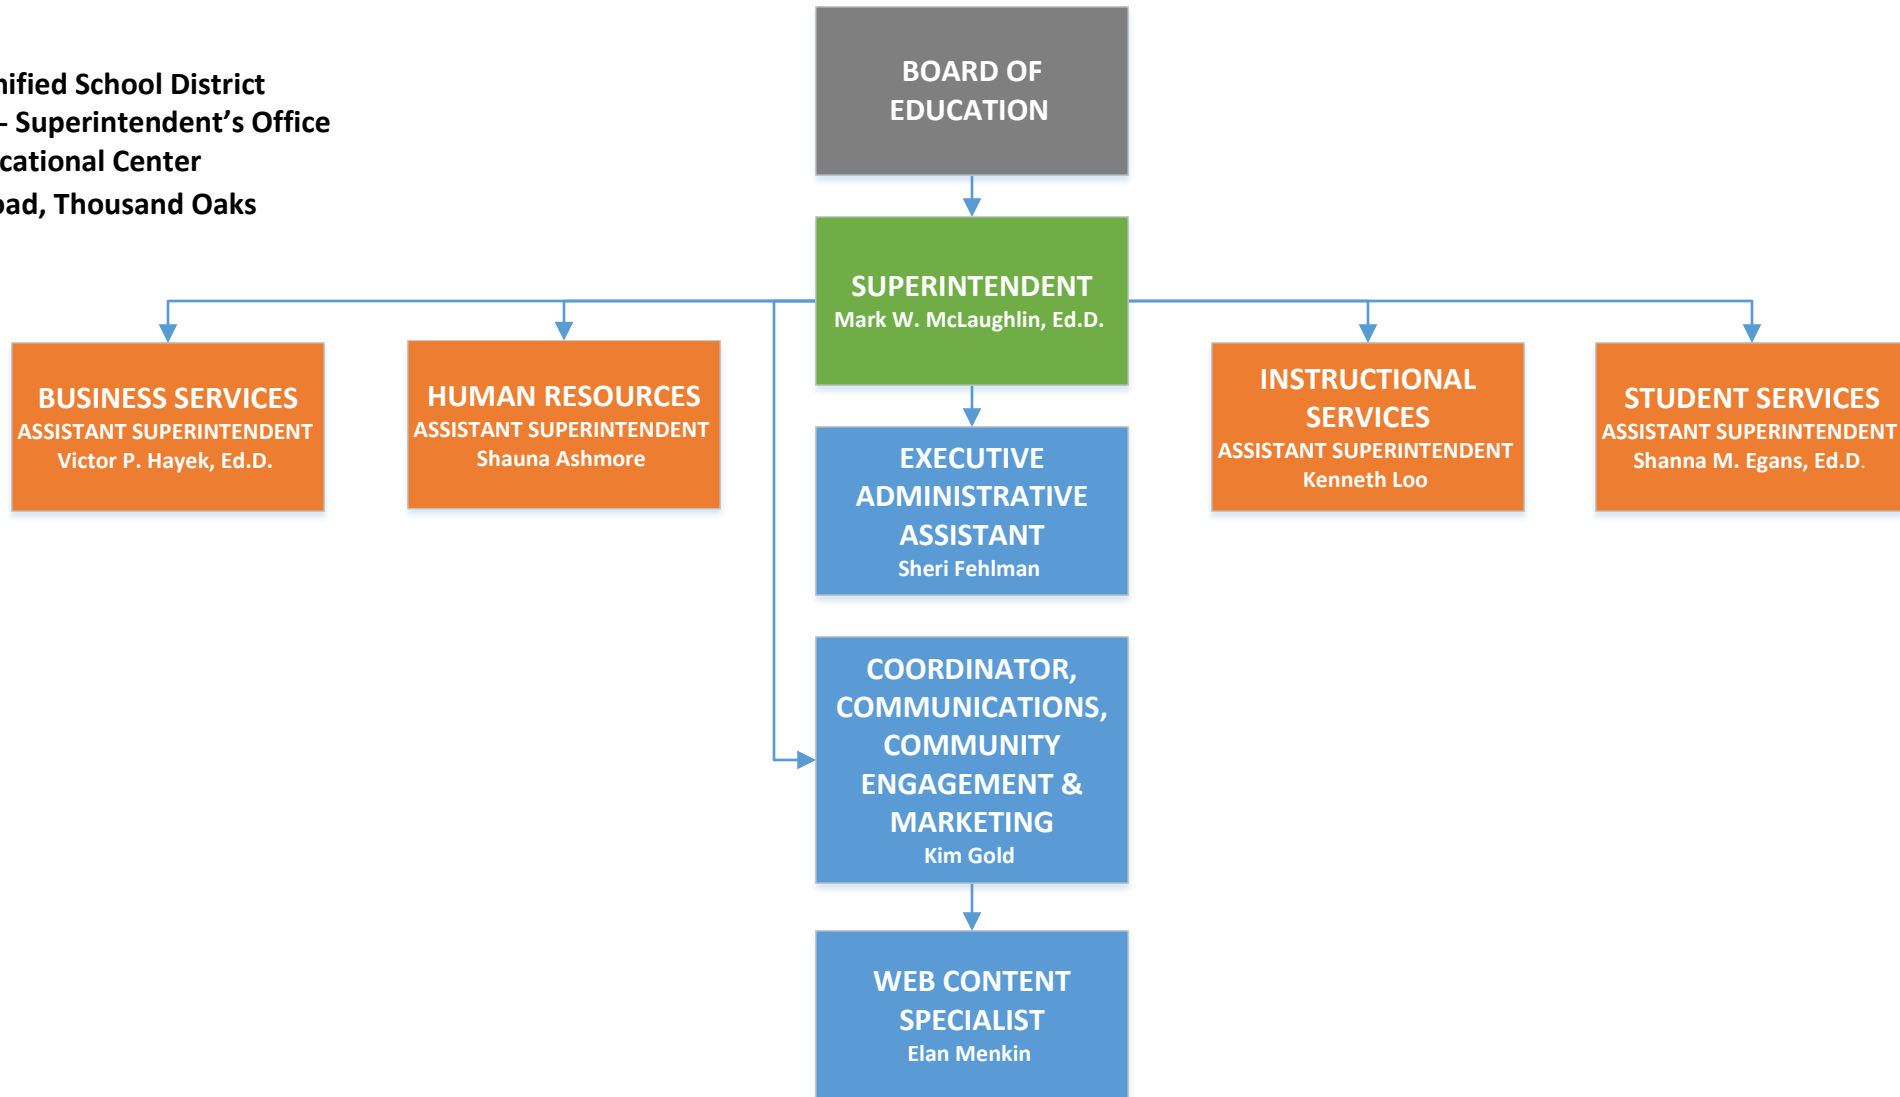 nified School District
– Superintendent’s Office
cational Center
oad, Thousand Oaks
BOARD OF
EDUCATION
SUPERINTENDENT
Mark W. McLaughlin, Ed.D.
BUSINESS SERVICES
ASSISTANT SUPERINTENDENT
Victor P. Hayek, Ed.D.
HUMAN RESOURCES
ASSISTANT SUPERINTENDENT
Shauna Ashmore
INSTRUCTIONAL
SERVICES
ASSISTANT SUPERINTENDENT
Kenneth Loo
STUDENT SERVICES
ASSISTANT SUPERINTENDENT
Shanna M. Egans, Ed.D.
EXECUTIVE
ADMINISTRATIVE
ASSISTANT
Sheri Fehlman
COORDINATOR,
COMMUNICATIONS,
COMMUNITY
ENGAGEMENT &
MARKETING
Kim Gold
WEB CONTENT
SPECIALIST
Elan Menkin